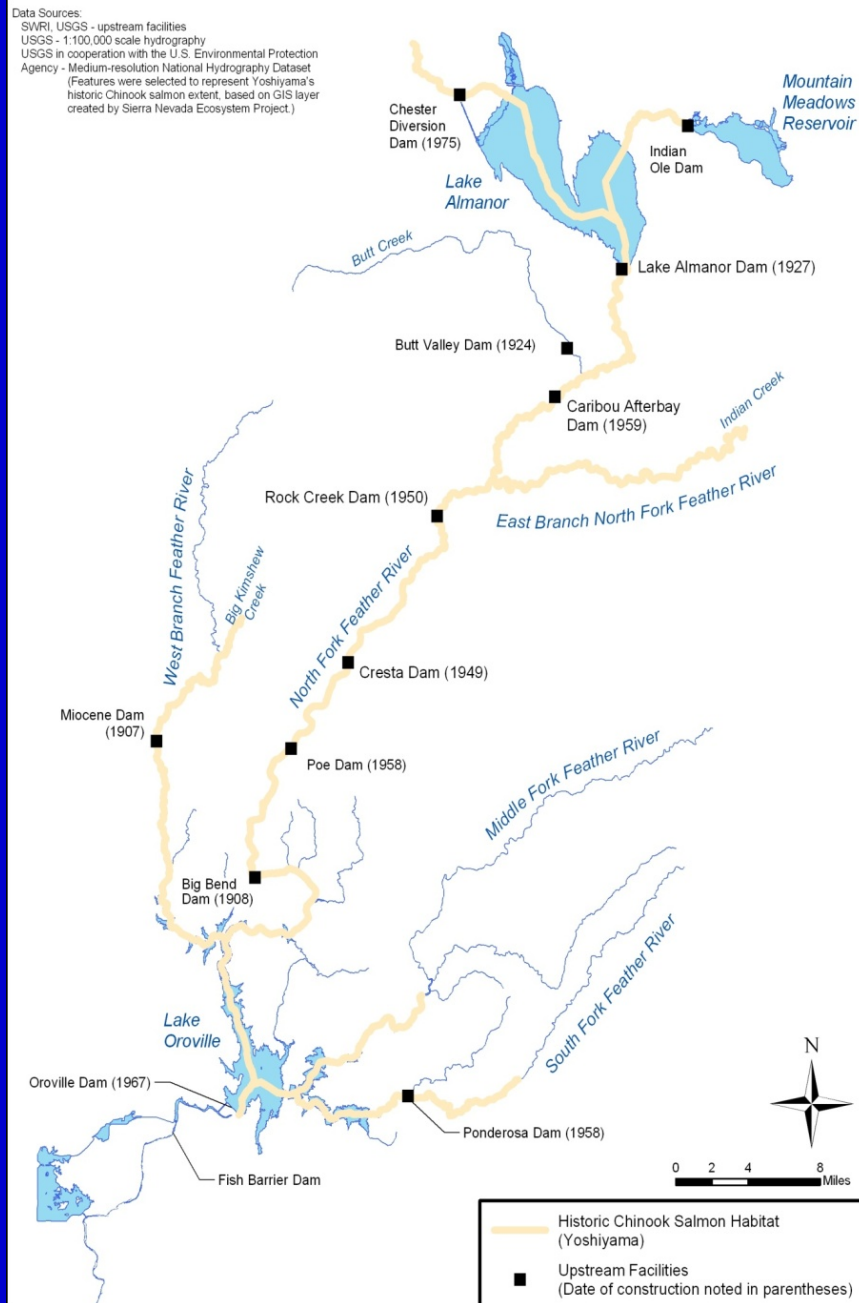 Data Sources:
SWRI, USGS - upstream facilities
USGS - 1:100,000 scale hydrography
USGS in cooperation with the U.S. Environmental Protection
Agency - Medium-resolution National Hydrography Dataset
(Features were selected to represent Yoshiyama's
historic Chinook salmon extent, based on GIS layer
created by Sierra Nevada Ecosystem Project.)
Chester
Diversion
Dam (1975)
Mountain
Meadows
Reservoir
Indian
Ole Dam
Lake
Almanor
Butt Creek
Lake Almanor Dam (1927)
Butt Valley Dam (1924)
Caribou Afterbay
Dam (1959)
Indian Creek
East Branch North Fork Feather River
Rock Creek Dam (1950)
West Branch Feather River
Big Kimshew
Creek
North Fork Feather River
Cresta Dam (1949)
Miocene Dam
(1907)
Poe Dam (1958)
Middle Fork Feather River
Big Bend
Dam (1908)
South Fork Feather River
Lake
Oroville
Oroville Dam (1967)
Ponderosa Dam (1958)
Fish Barrier Dam
N
0 2 4 8
Miles
Historic Chinook Salmon Habitat
(Yoshiyama)
Upstream Facilities
(Date of construction noted in parentheses)